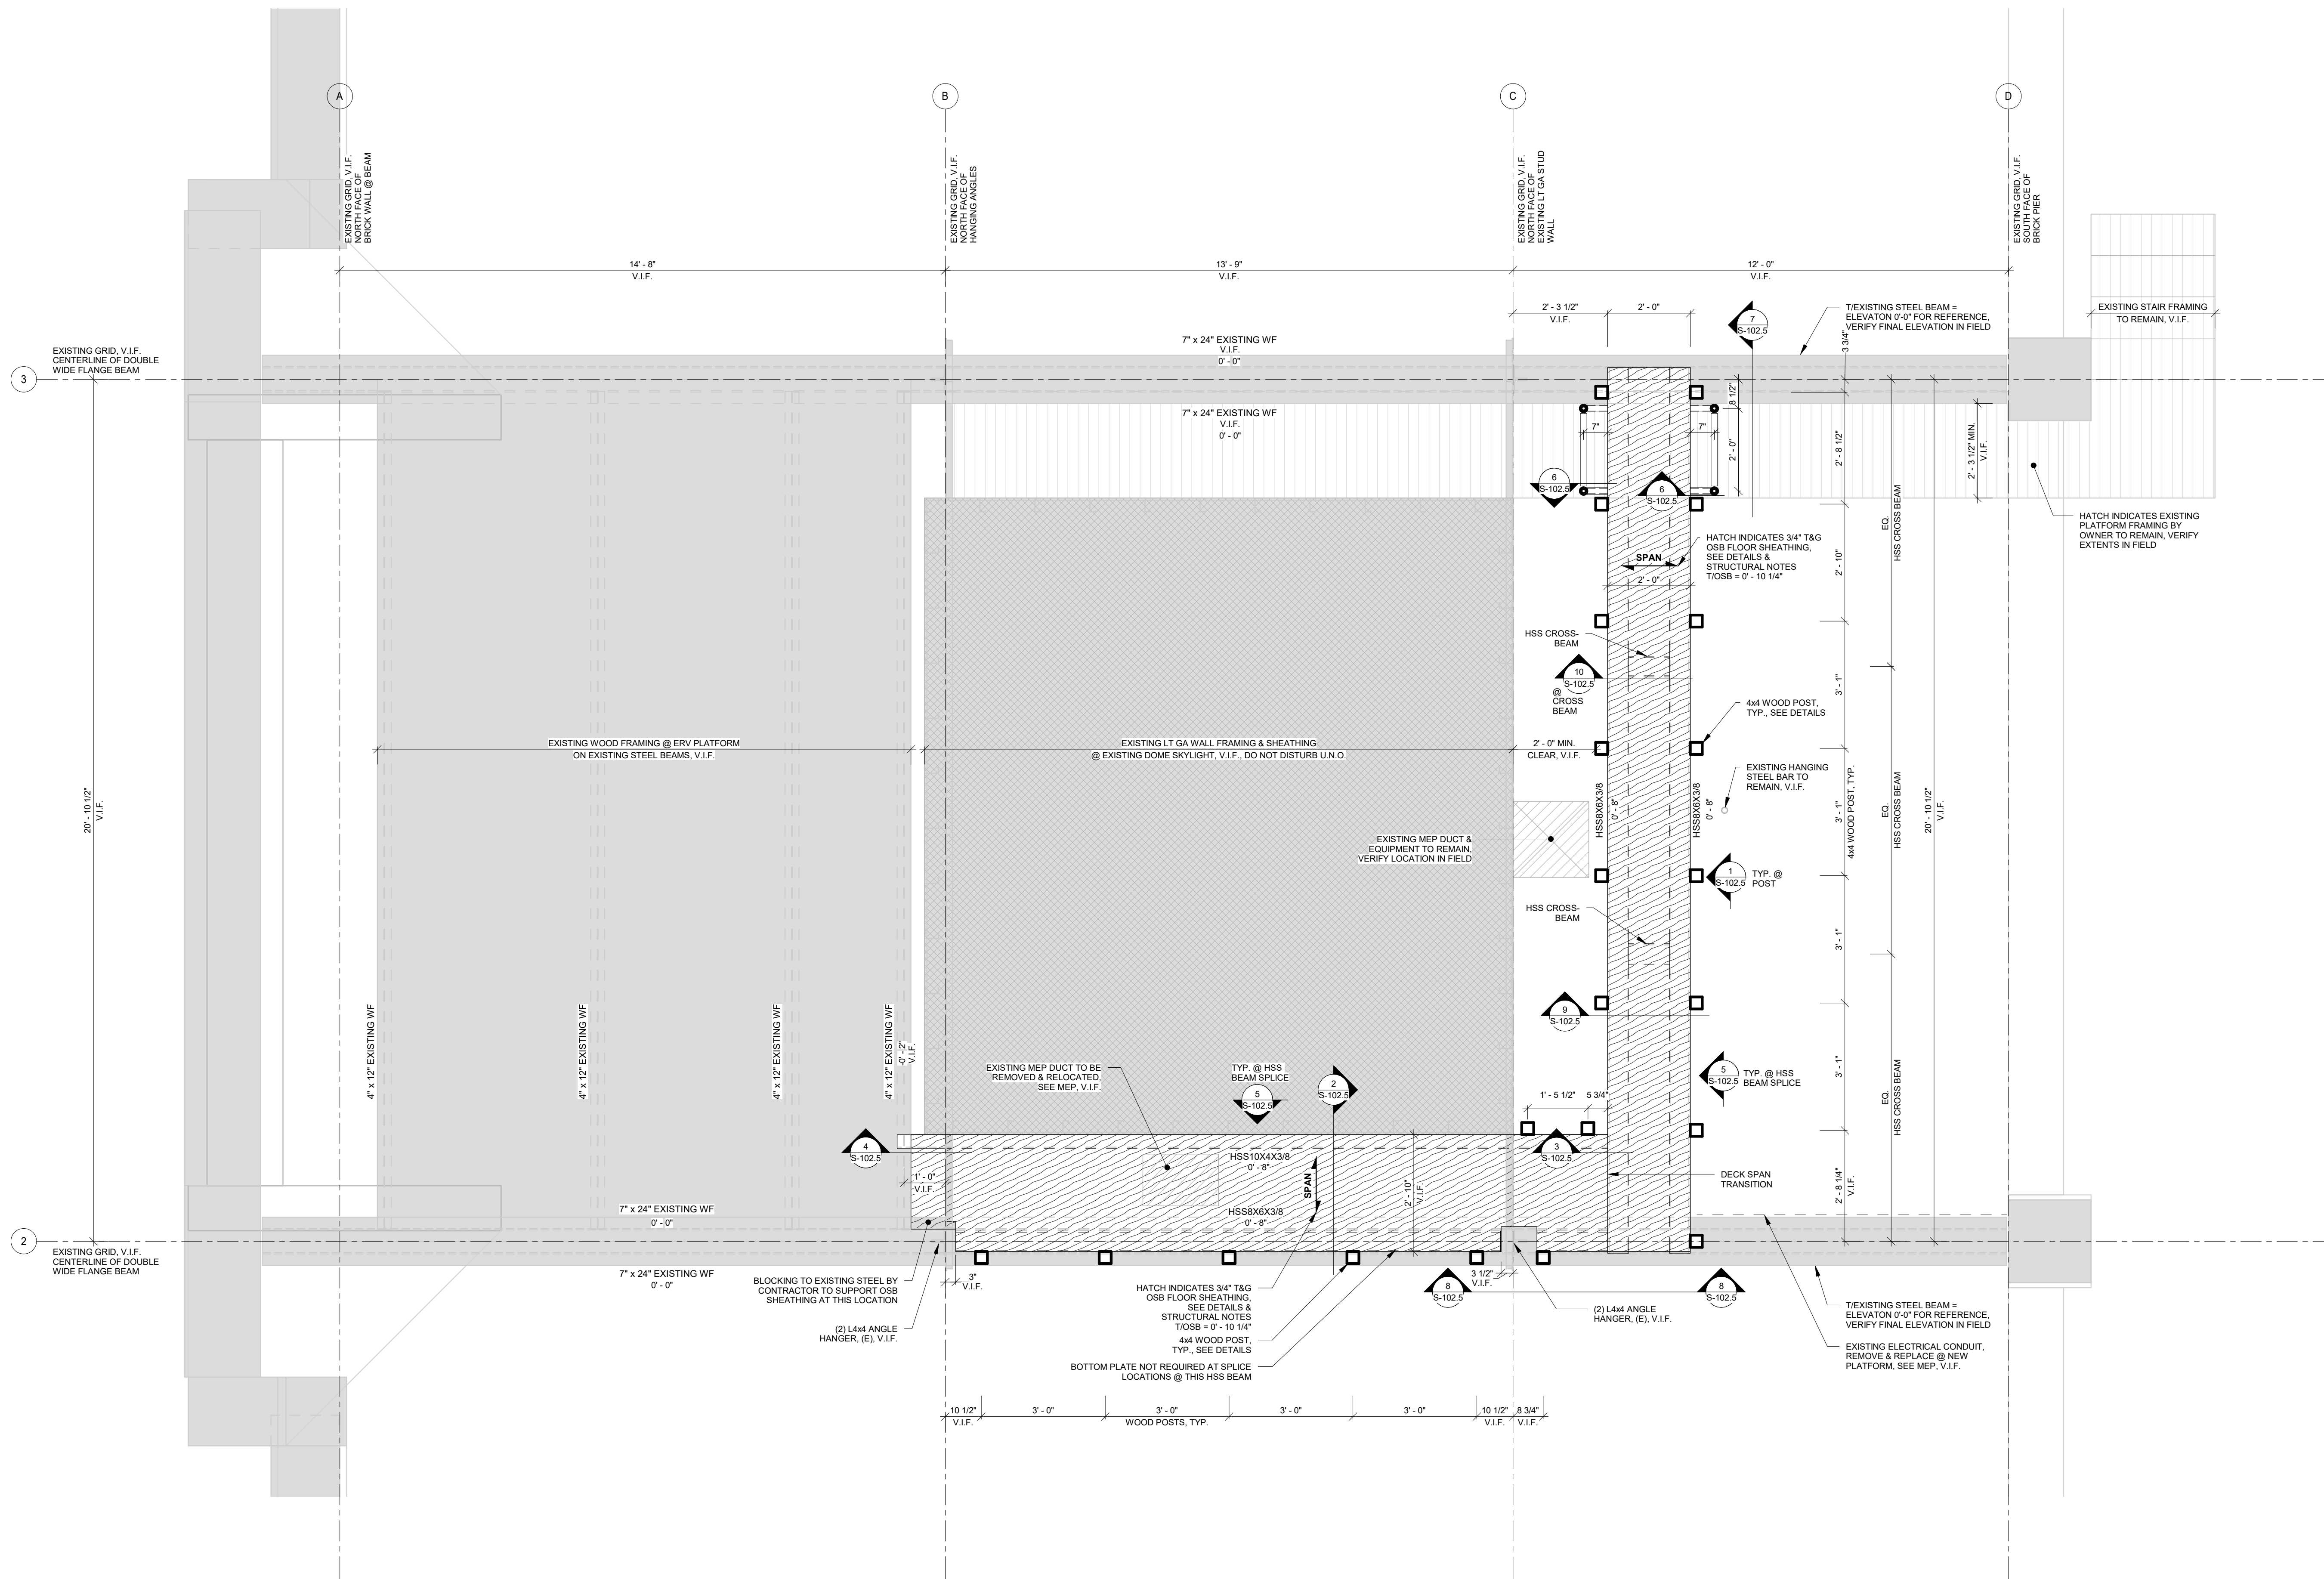 A
B
C
D
EXISTING GRID, V.I.F.
NORTH FACE OF
BRICK WALL @ BEAM
EXISTING GRID, V.I.F.
NORTH FACE OF
HANGING ANGLES
EXISTING GRID, V.I.F.
NORTH FACE OF
EXISTING LT GA STUD
WALL
EXISTING GRID, V.I.F.
SOUTH FACE OF
BRICK PIER
14' - 8"
V.I.F.
13' - 9"
V.I.F.
12' - 0"
V.I.F.
2' - 3 1/2"
V.I.F.
2' - 0"
7
S-102.5
T/EXISTING STEEL BEAM =
ELEVATON 0'-0" FOR REFERENCE,
VERIFY FINAL ELEVATION IN FIELD
EXISTING STAIR FRAMING
TO REMAIN, V.I.F.
3 3/4"
EXISTING GRID, V.I.F.
CENTERLINE OF DOUBLE
WIDE FLANGE BEAM
3
7" x 24" EXISTING WF
V.I.F.
0' - 0"
7" x 24" EXISTING WF
V.I.F.
0' - 0"
8 1/2"
7"
7"
2' - 0"
2' - 8 1/2"
2' - 3 1/2" MIN.
V.I.F.
6
S-102.5
6
S-102.5
EQ.
HSS CROSS BEAM
HATCH INDICATES EXISTING
PLATFORM FRAMING BY
OWNER TO REMAIN, VERIFY
EXTENTS IN FIELD
HATCH INDICATES 3/4" T&G
OSB FLOOR SHEATHING,
SEE DETAILS &
STRUCTURAL NOTES
T/OSB = 0' - 10 1/4"
SPAN
2' - 0"
2' - 10"
HSS CROSS-
BEAM
10
S-102.5
@
CROSS
BEAM
3' - 1"
4x4 WOOD POST,
TYP., SEE DETAILS
EXISTING WOOD FRAMING @ ERV PLATFORM
ON EXISTING STEEL BEAMS, V.I.F.
EXISTING LT GA WALL FRAMING & SHEATHING
@ EXISTING DOME SKYLIGHT, V.I.F., DO NOT DISTURB U.N.O.
2' - 0" MIN.
CLEAR, V.I.F.
EXISTING HANGING
STEEL BAR TO
REMAIN, V.I.F.
20' - 10 1/2"
V.I.F.
HSS8X6X3/8
0' - 8"
HSS8X6X3/8
0' - 8"
3' - 1"
4x4 WOOD POST, TYP.
EQ.
HSS CROSS BEAM
20' - 10 1/2"
V.I.F.
EXISTING MEP DUCT &
EQUIPMENT TO REMAIN,
VERIFY LOCATION IN FIELD
1
S-102.5
TYP. @
POST
HSS CROSS-
BEAM
3' - 1"
9
S-102.5
4" x 12" EXISTING WF
4" x 12" EXISTING WF
4" x 12" EXISTING WF
4" x 12" EXISTING WF
-0' - 2"
V.I.F.
EXISTING MEP DUCT TO BE
REMOVED & RELOCATED,
SEE MEP, V.I.F.
TYP. @ HSS
BEAM SPLICE
5
S-102.5
2
S-102.5
1' - 5 1/2"
5 3/4"
5
S-102.5
TYP. @ HSS
BEAM SPLICE
3' - 1"
EQ.
HSS CROSS BEAM
4
S-102.5
3
S-102.5
HSS10X4X3/8
0' - 8"
SPAN
2' - 10"
V.I.F.
1' - 0"
V.I.F.
DECK SPAN
TRANSITION
2' - 8 1/4"
V.I.F.
HSS8X6X3/8
0' - 8"
7" x 24" EXISTING WF
0' - 0"
2
EXISTING GRID, V.I.F.
CENTERLINE OF DOUBLE
WIDE FLANGE BEAM
7" x 24" EXISTING WF
0' - 0"
BLOCKING TO EXISTING STEEL BY
CONTRACTOR TO SUPPORT OSB
SHEATHING AT THIS LOCATION
3"
V.I.F.
(2) L4x4 ANGLE
HANGER, (E), V.I.F.
HATCH INDICATES 3/4" T&G
OSB FLOOR SHEATHING,
SEE DETAILS &
STRUCTURAL NOTES
T/OSB = 0' - 10 1/4"
4x4 WOOD POST,
TYP., SEE DETAILS
BOTTOM PLATE NOT REQUIRED AT SPLICE
LOCATIONS @ THIS HSS BEAM
3 1/2"
V.I.F.
8
S-102.5
8
S-102.5
(2) L4x4 ANGLE
HANGER, (E), V.I.F.
T/EXISTING STEEL BEAM =
ELEVATON 0'-0" FOR REFERENCE,
VERIFY FINAL ELEVATION IN FIELD
EXISTING ELECTRICAL CONDUIT,
REMOVE & REPLACE @ NEW
PLATFORM, SEE MEP, V.I.F.
10 1/2"
V.I.F.
3' - 0"
3' - 0"
WOOD POSTS, TYP.
3' - 0"
3' - 0"
10 1/2"
V.I.F.
8 3/4"
V.I.F.